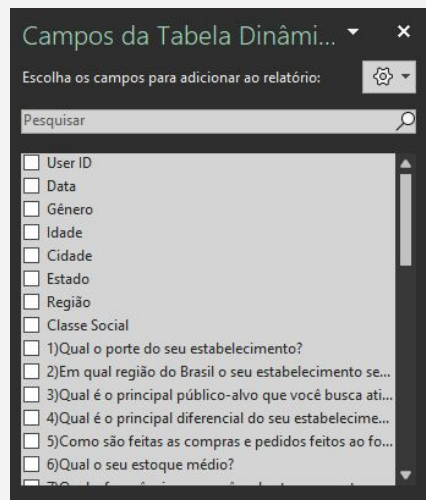 Campos da Tabela Dinâmi...
Escolha os campos para adicionar ao relatório:
Pesquisar
User ID
Data
Gênero
Idade
Cidade
Estado
Região
Classe Social
1)Qual o porte do seu estabelecimento?
2)Em qual região do Brasil o seu estabelecimento se...
3)Qual é o principal público-alvo que você busca ati...
4)Qual é o principal diferencial do seu estabelecime...
5)Como são feitas as compras e pedidos feitos ao fo...
6)Qual o seu estoque médio?